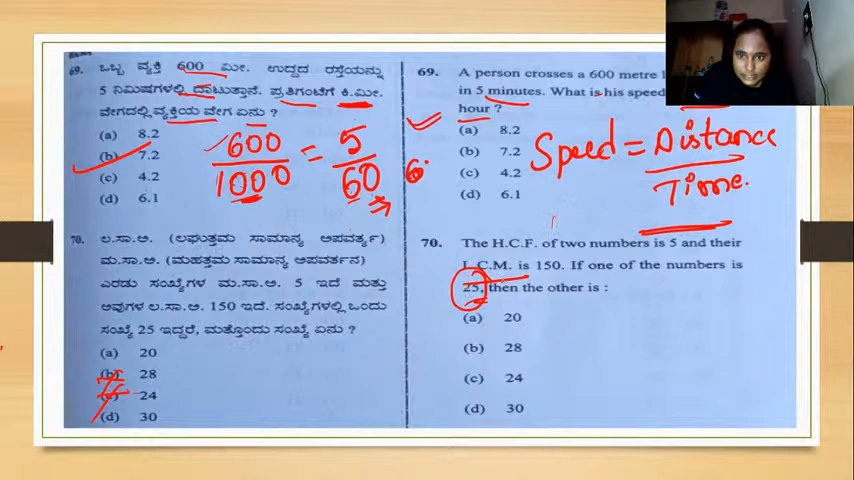 69. ಒಬ್ಬ ವ್ಯಕ್ತಿ 600 ಮೀ. ಉದ್ದದ ರಸ್ತೆಯನ್ನು
5 ನಿಮಿಷಗಳಲ್ಲಿ ದಾಟುತ್ತಾನೆ. ಪ್ರತಿಗಂಟೆಗೆ ಕಿ.ಮೀ.
ವೇಗದಲ್ಲಿ ವ್ಯಕ್ತಿಯ ವೇಗ ಏನು ?
(a) 8.2
(b) 7.2
(c) 4.2
(d) 6.1
600
1000
=
5
60
6
70. ಲ.ಸಾ.ಅ. (ಲಘುತ್ತಮ ಸಾಮಾನ್ಯ ಅಪವರ್ತ್ಯ)
ಮ.ಸಾ.ಅ. (ಮಹತ್ತಮ ಸಾಮಾನ್ಯ ಅಪವರ್ತನ)
ಎರಡು ಸಂಖ್ಯೆಗಳ ಮ.ಸಾ.ಅ. 5 ಇದೆ ಮತ್ತು
ಅವುಗಳ ಲ.ಸಾ.ಅ. 150 ಇದೆ. ಸಂಖ್ಯೆಗಳಲ್ಲಿ ಒಂದು
ಸಂಖ್ಯೆ 25 ಇದ್ದರೆ, ಮತ್ತೊಂದು ಸಂಖ್ಯೆ ಏನು ?
(a) 20
(b) 28
(c) 24
(d) 30
69. A person crosses a 600 metre
in 5 minutes. What is his speed
hour ?
(a) 8.2
(b) 7.2
(c) 4.2
(d) 6.1
Speed = Distance
Time.
70. The H.C.F. of two numbers is 5 and their
L.C.M. is 150. If one of the numbers is
25, then the other is :
(a) 20
(b) 28
(c) 24
(d) 30